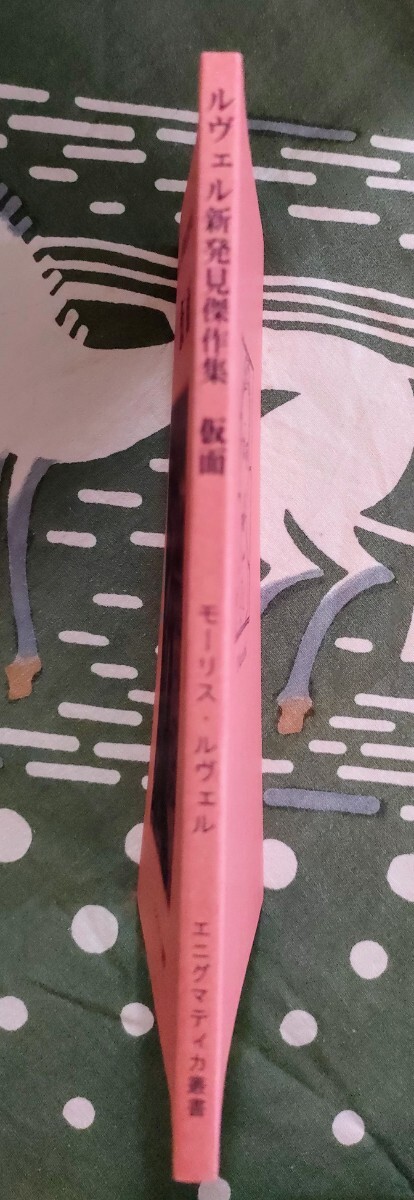 ルヴェル新発見傑作集 仮面
モーリス・ルヴェル
エニグマティカ叢書